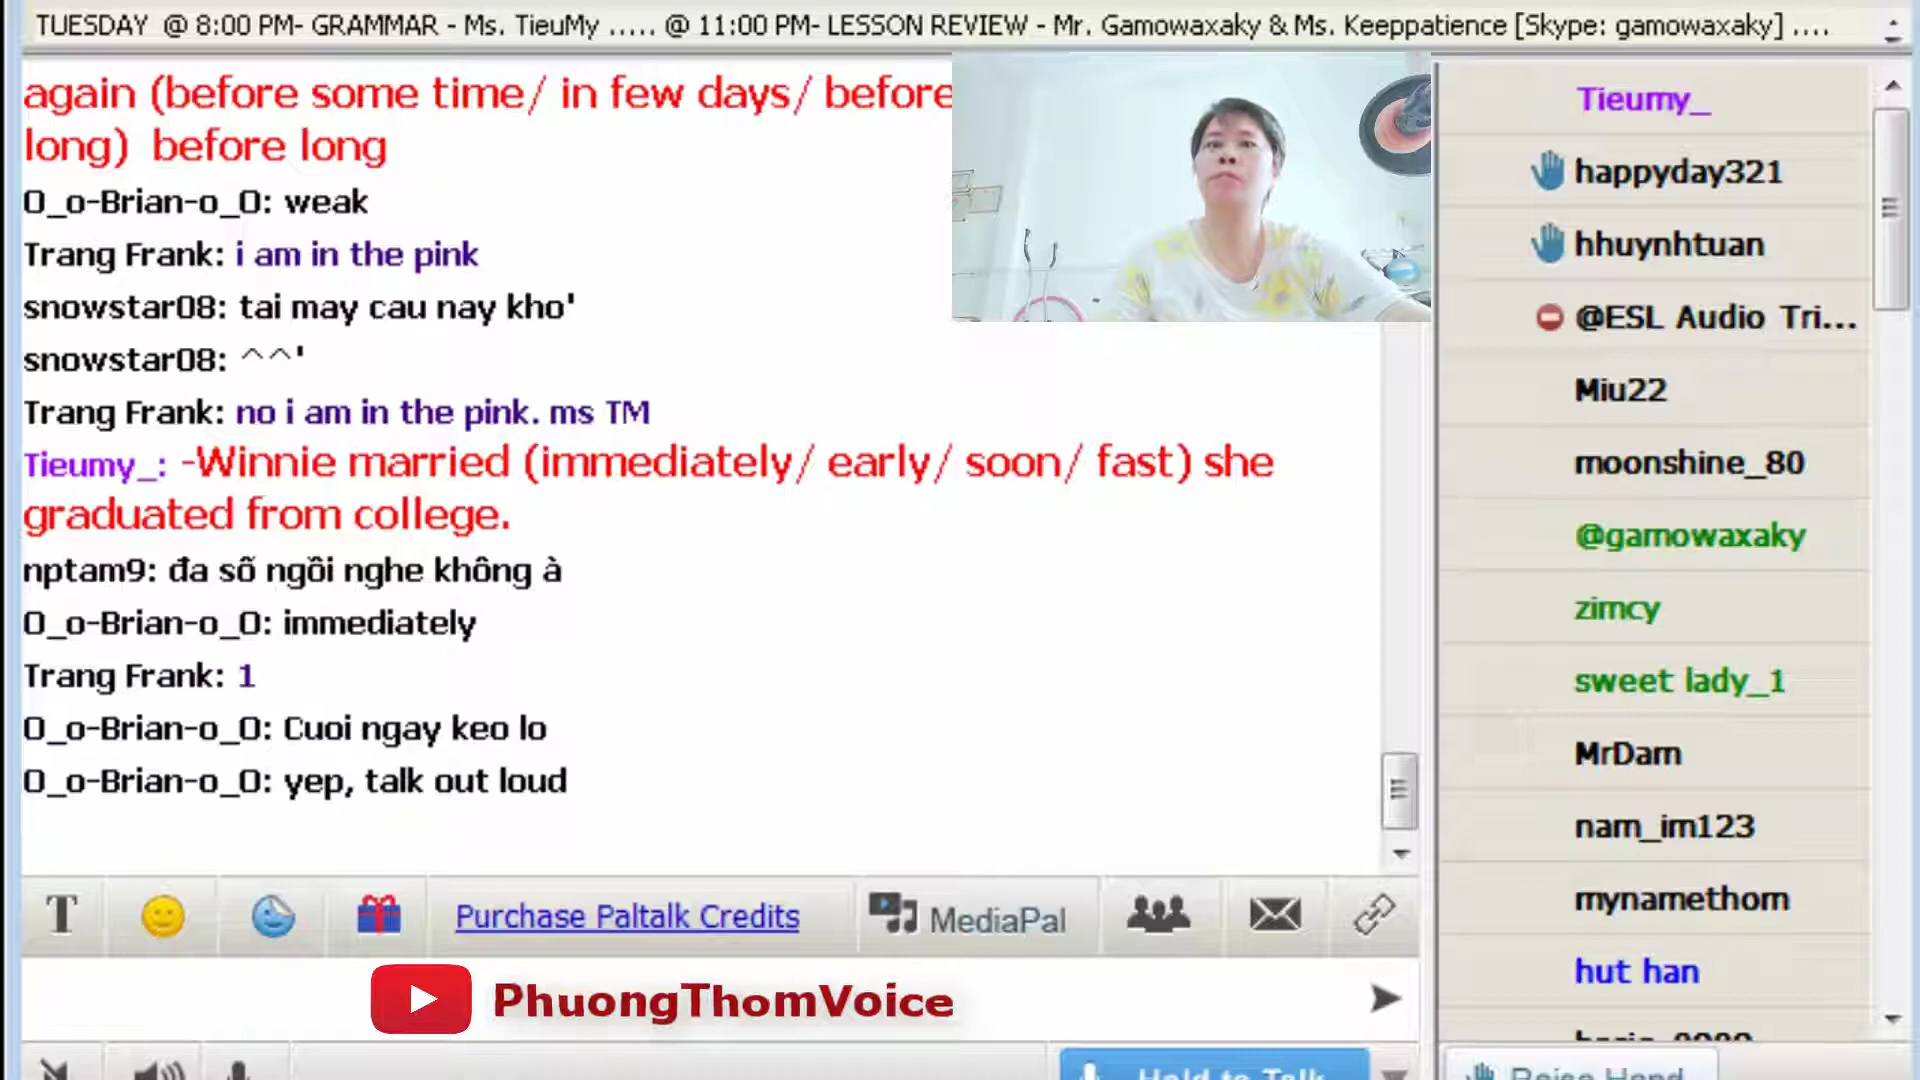 TUESDAY @ 8:00 PM- GRAMMAR - Ms. TieuMy ..... @ 11:00 PM- LESSON REVIEW - Mr. Gamowaxaky & Ms. Keeppatience [Skype: gamowaxaky] ....
again (before some time/ in few days/ before
long) before long
O_o-Brian-o_O: weak
Trang Frank: i am in the pink
snowstar08: tai may cau nay kho'
snowstar08: ^^'
Trang Frank: no i am in the pink. ms TM
Tieumy_: -Winnie married (immediately/ early/ soon/ fast) she
graduated from college.
nptam9: đa số ngồi nghe không à
O_o-Brian-o_O: immediately
Trang Frank: 1
O_o-Brian-o_O: Cuoi ngay keo lo
O_o-Brian-o_O: yep, talk out loud
T
Purchase Paltalk Credits
MediaPal
PhuongThomVoice
Hold to Talk
Tieumy_
happyday321
hhuynhtuan
@ESL Audio Tri...
Miu22
moonshine_80
@gamowaxaky
zimcy
sweet lady_1
MrDam
nam_im123
mynamethom
hut han
Raise Hand